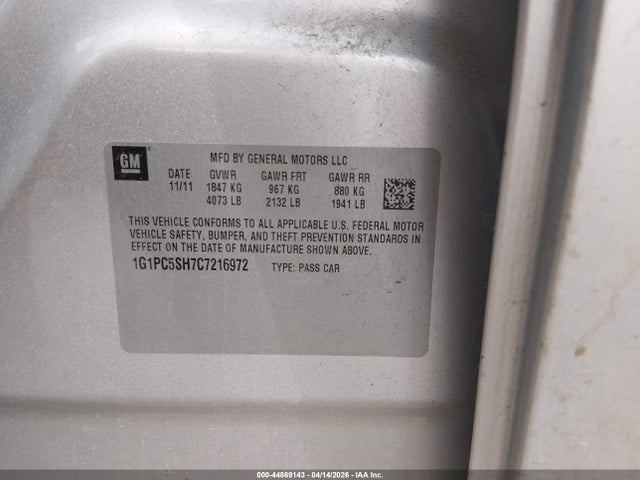 GM
MFD BY GENERAL MOTORS LLC
DATE GVWR GAWR FRT GAWR RR
11/11 1847 KG 967 KG 880 KG
4073 LB 2132 LB 1941 LB
THIS VEHICLE CONFORMS TO ALL APPLICABLE U.S. FEDERAL MOTOR
VEHICLE SAFETY, BUMPER, AND THEFT PREVENTION STANDARDS IN
EFFECT ON THE DATE OF MANUFACTURE SHOWN ABOVE.
1G1PC5SH7C7216972 TYPE: PASS CAR
000-44869143 - 04/14/2026 - IAA Inc.